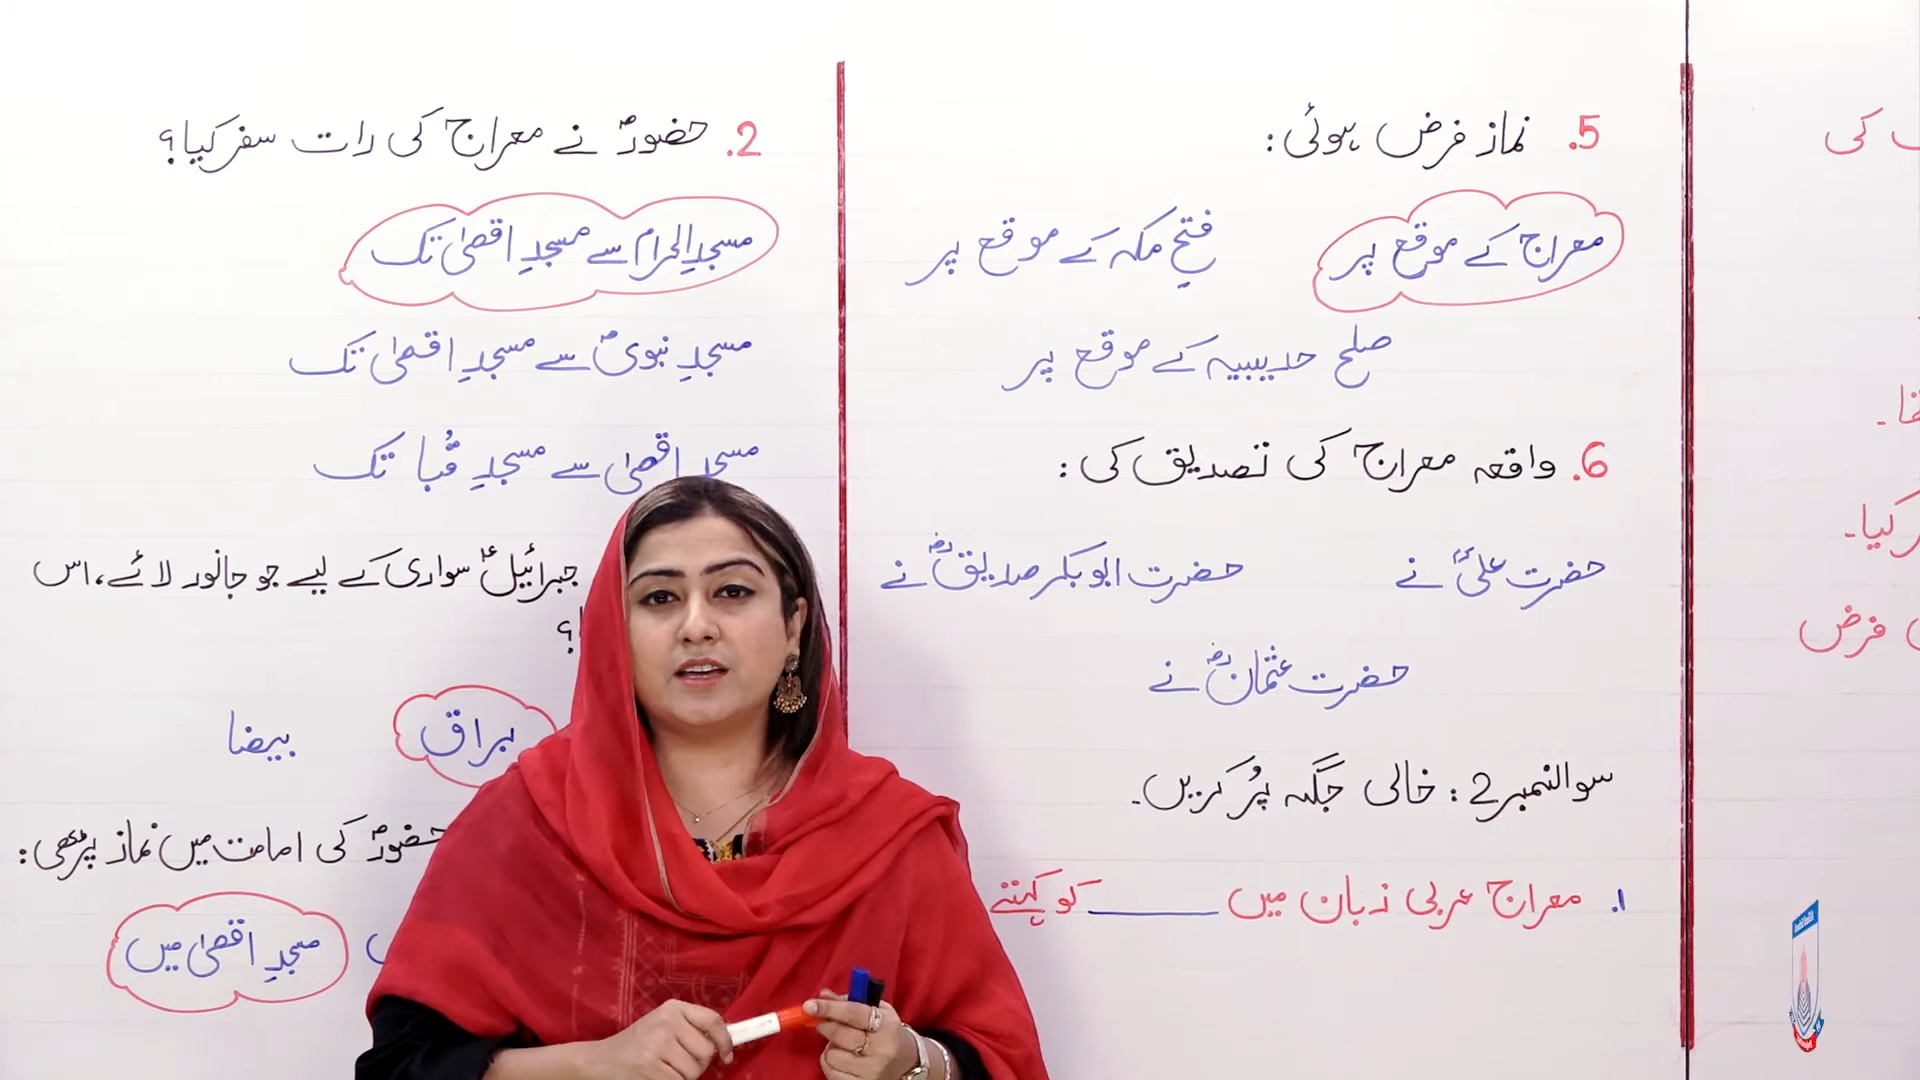 2. حضورؐ نے معراج کی رات سفر کیا؟
مسجدِالحرام سے مسجدِ اقصیٰ تک
مسجدِ نبویؐ سے مسجدِ اقصیٰ تک
مسجدِ اقصیٰ سے مسجدِ قُبا تک
جبرائیلؑ سواری کے لیے جو جانور لائے، اس
؟
براق بیضا
حضورؐ کی امامت میں نماز پڑھی:
مسجدِ اقصیٰ میں
5. نماز فرض ہوئی:
معراج کے موقع پر فتحِ مکہ کے موقع پر
صلح حدیبیہ کے موقع پر
6. واقعہ معراج کی تصدیق کی:
حضرت علیؓ نے حضرت ابوبکر صدیقؓ نے
حضرت عثمانؓ نے
سوالنمبر2: خالی جگہ پُر کریں۔
1. معراج عربی زبان میں ______ کو کہتے
کی
کیا۔
فرض